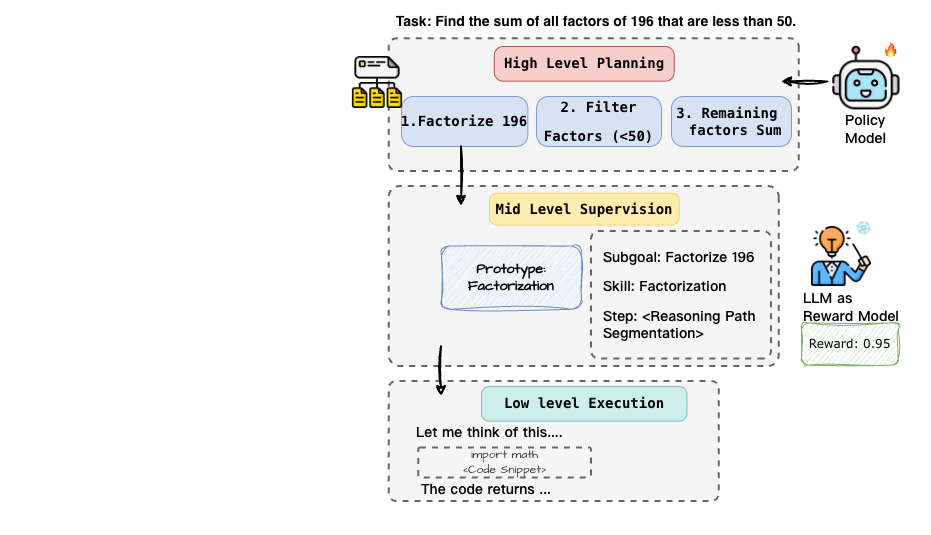 Task: Find the sum of all factors of 196 that are less than 50.
High Level Planning
1.Factorize 196
2. Filter
Factors (<50)
3. Remaining
factors Sum
Policy
Model
Mid Level Supervision
Prototype:
Factorization
Subgoal: Factorize 196
Skill: Factorization
Step: <Reasoning Path
Segmentation>
LLM as
Reward Model
Reward: 0.95
Low level Execution
Let me think of this....
import math
<Code Snippet>
The code returns ...